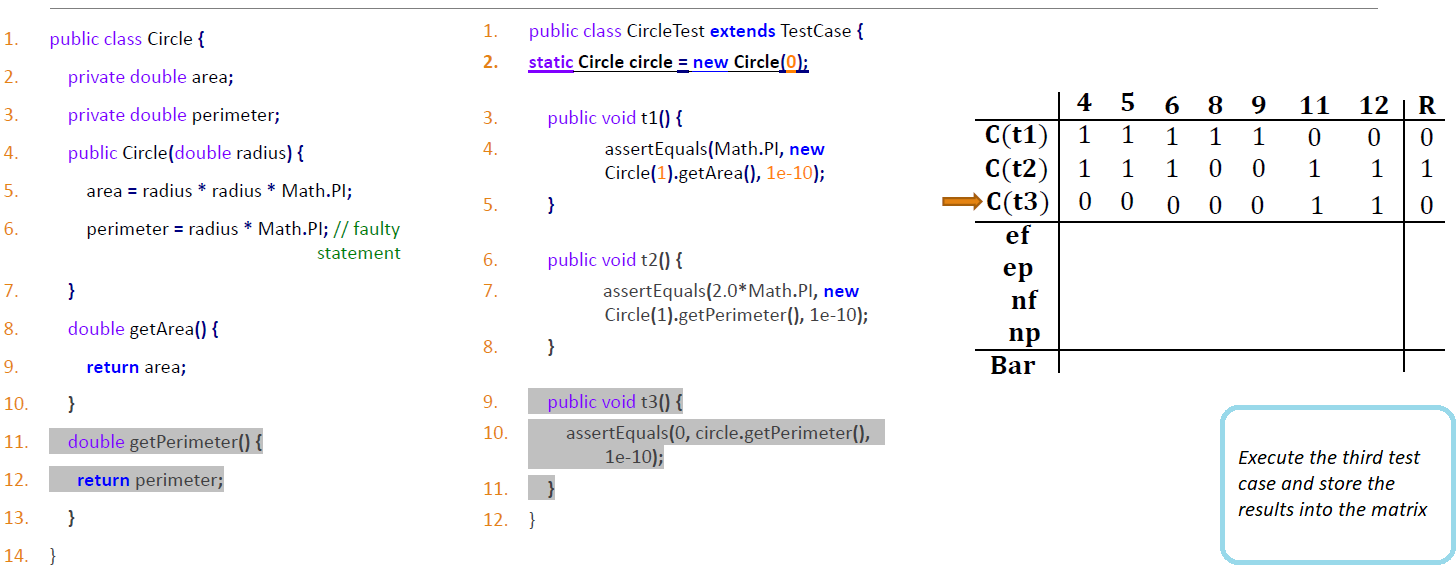 1. public class Circle {
2. private double area;
3. private double perimeter;
4. public Circle(double radius) {
5. area = radius * radius * Math.PI;
6. perimeter = radius * Math.PI; // faulty
statement
7. }
8. double getArea() {
9. return area;
10. }
11. double getPerimeter() {
12. return perimeter;
13. }
14. }
1. public class CircleTest extends TestCase {
2. static Circle circle = new Circle(0);
3. public void t1() {
4. assertEquals(Math.PI, new
Circle(1).getArea(), 1e-10);
5. }
6. public void t2() {
7. assertEquals(2.0*Math.PI, new
Circle(1).getPerimeter(), 1e-10);
8. }
9. public void t3() {
10. assertEquals(0, circle.getPerimeter(),
1e-10);
11. }
12. }
4 5 6 8 9 11 12 R
C(t1) 1 1 1 1 1 0 0 0
C(t2) 1 1 1 0 0 1 1 1
C(t3) 0 0 0 0 0 1 1 0
ef
ep
nf
np
Bar
Execute the third test
case and store the
results into the matrix